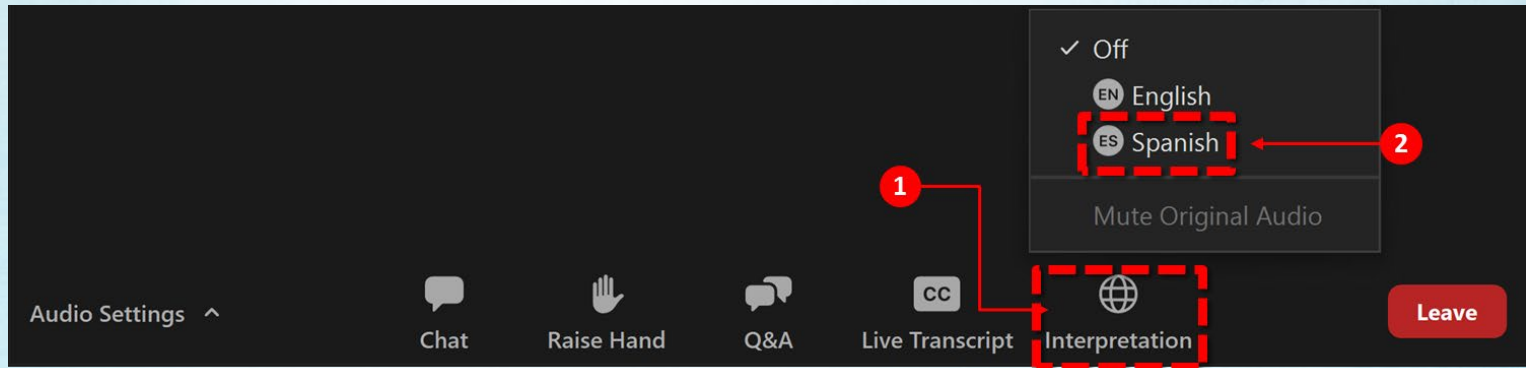 Off
EN English
ES Spanish
2
1
Mute Original Audio
Audio Settings
CC
Chat
Raise Hand
Q&A
Live Transcript
Interpretation
Leave